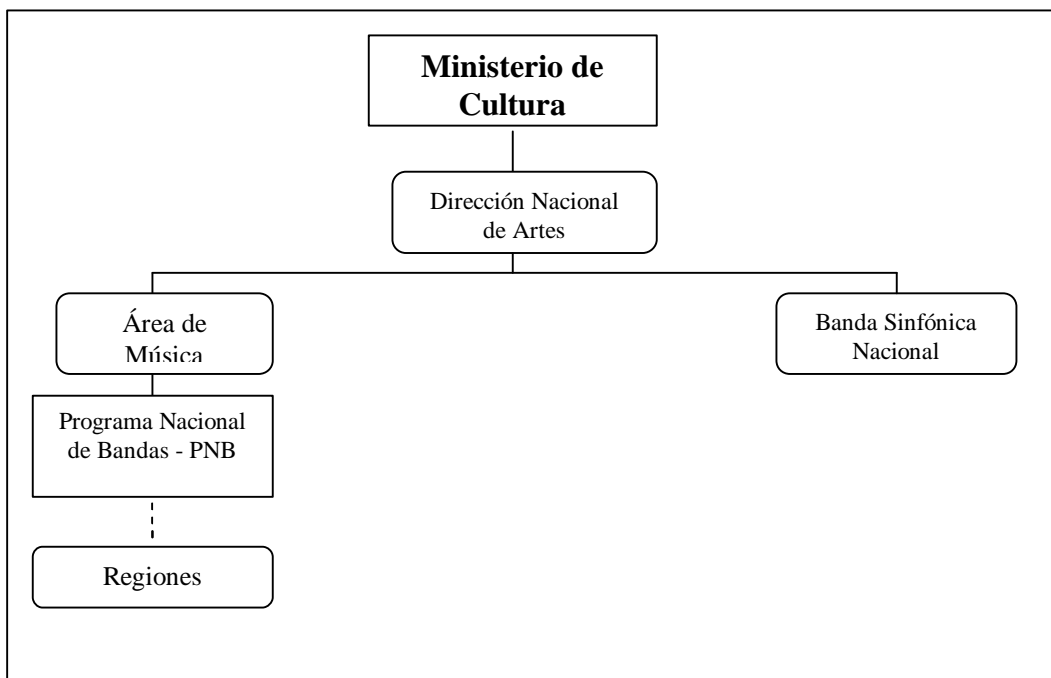 Ministerio de
Cultura
Dirección Nacional
de Artes
Área de
Música
Banda Sinfónica
Nacional
Programa Nacional
de Bandas - PNB
Regiones